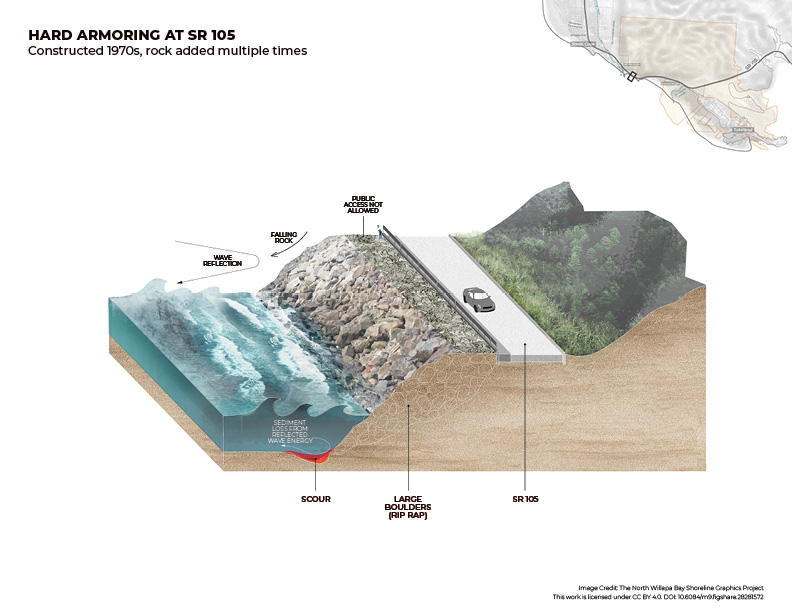 HARD ARMORING AT SR 105
Constructed 1970s, rock added multiple times
SR 105
PUBLIC
ACCESS NOT
ALLOWED
FALLING
ROCK
WAVE
REFLECTION
SEDIMENT
LOSS FROM
REFLECTED
WAVE ENERGY
SCOUR
LARGE
BOULDERS
(RIP RAP)
SR 105
Image Credit: The North Willapa Bay Shoreline Graphics Project
This work is licensed under CC BY 4.0. DOI: 10.6084/m9.figshare.28281572